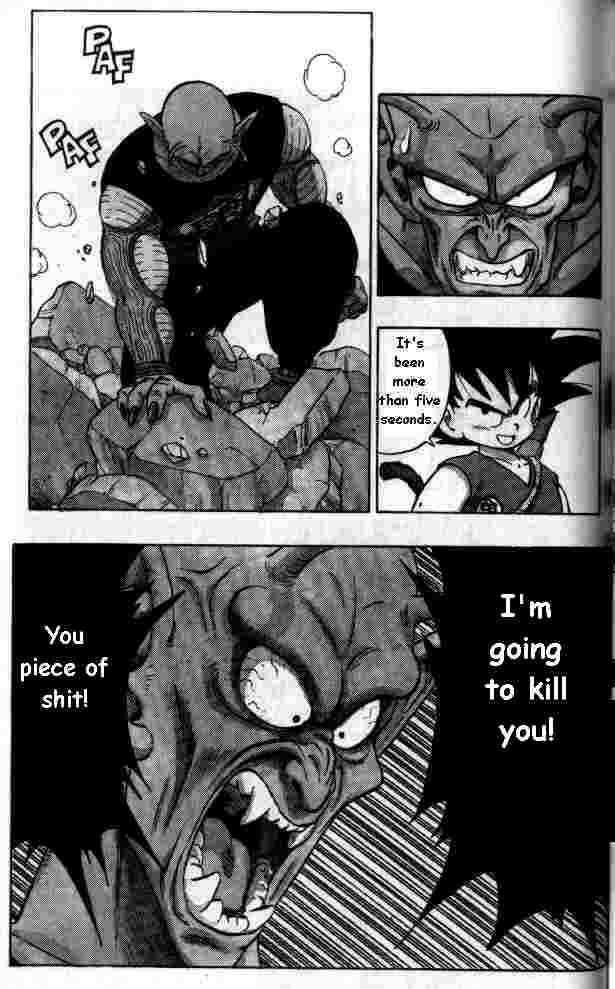 PAF
PAF
It's
been
more
than five
seconds.
You
piece of
shit!
I'm
going
to kill
you!